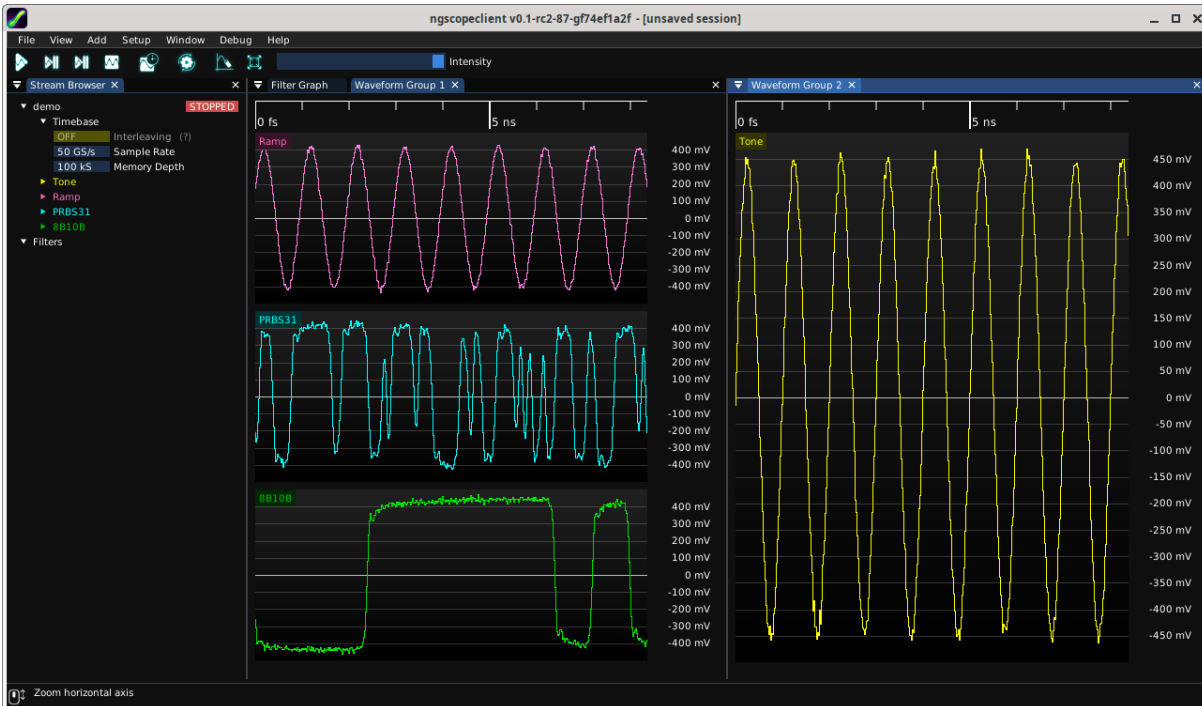 ngscopeclient v0.1-rc2-87-gf74ef1a2f - [unsaved session]
File View Add Setup Window Debug Help
Intensity
Stream Browser
demo STOPPED
Timebase
OFF Interleaving (?)
50 GS/s Sample Rate
100 kS Memory Depth
Tone
Ramp
PRBS31
8B10B
Filters
Filter Graph Waveform Group 1
0 fs 5 ns
Ramp
400 mV
300 mV
200 mV
100 mV
0 mV
-100 mV
-200 mV
-300 mV
-400 mV
PRBS31
400 mV
300 mV
200 mV
100 mV
0 mV
-100 mV
-200 mV
-300 mV
-400 mV
8B10B
400 mV
300 mV
200 mV
100 mV
0 mV
-100 mV
-200 mV
-300 mV
-400 mV
Waveform Group 2
0 fs 5 ns
Tone
450 mV
400 mV
350 mV
300 mV
250 mV
200 mV
150 mV
100 mV
50 mV
0 mV
-50 mV
-100 mV
-150 mV
-200 mV
-250 mV
-300 mV
-350 mV
-400 mV
-450 mV
Zoom horizontal axis